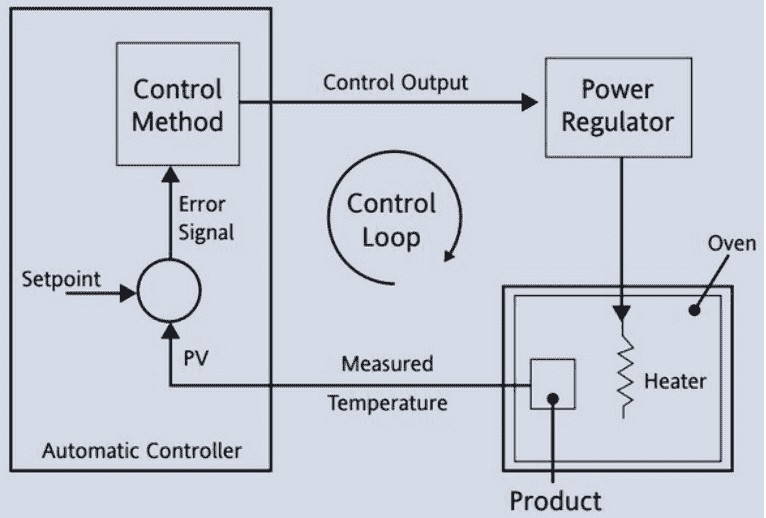 Control
Method
Control Output
Power
Regulator
Error
Signal
Control
Loop
Oven
Setpoint
PV
Measured
Temperature
Heater
Automatic Controller
Product